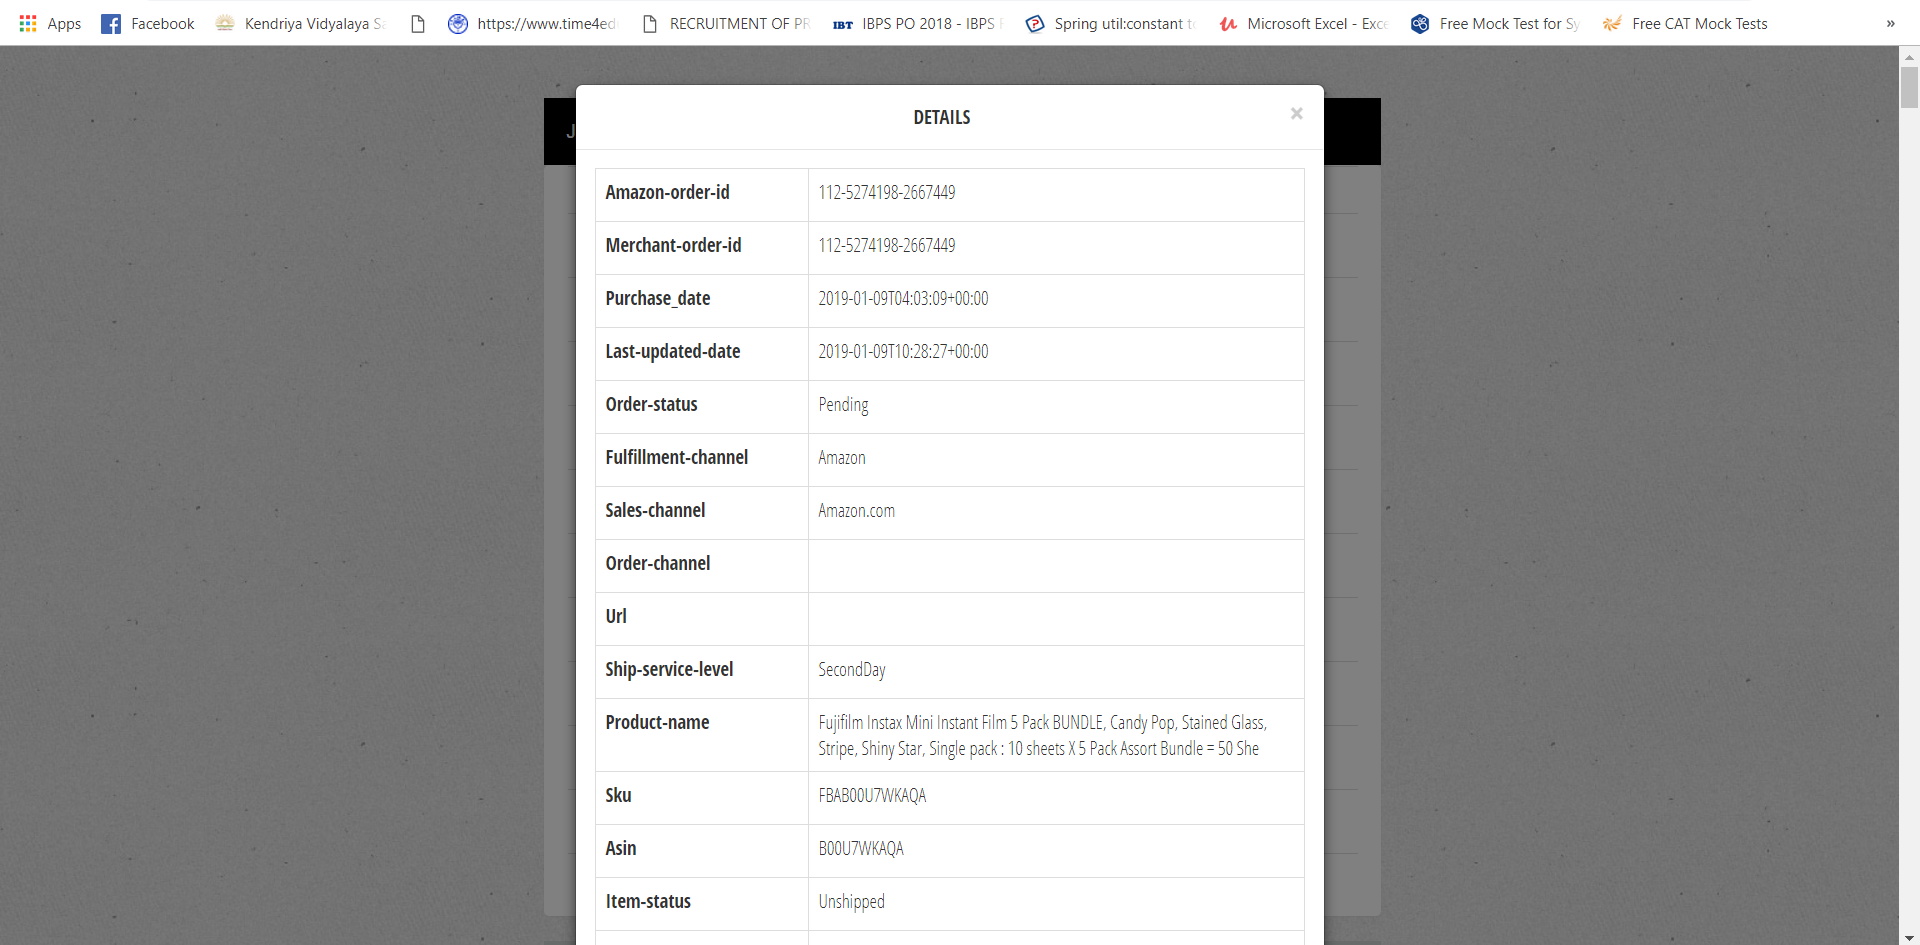 Apps Facebook Kendriya Vidyalaya Sa https://www.time4ed RECRUITMENT OF PR IBT IBPS PO 2018 - IBPS Spring util:constant t Microsoft Excel - Exce Free Mock Test for Sy Free CAT Mock Tests »
J
DETAILS ×
Amazon-order-id 112-5274198-2667449
Merchant-order-id 112-5274198-2667449
Purchase_date 2019-01-09T04:03:09+00:00
Last-updated-date 2019-01-09T10:28:27+00:00
Order-status Pending
Fulfillment-channel Amazon
Sales-channel Amazon.com
Order-channel
Url
Ship-service-level SecondDay
Product-name Fujifilm Instax Mini Instant Film 5 Pack BUNDLE, Candy Pop, Stained Glass,
Stripe, Shiny Star, Single pack : 10 sheets X 5 Pack Assort Bundle = 50 She
Sku FBAB00U7WKAQA
Asin B00U7WKAQA
Item-status Unshipped